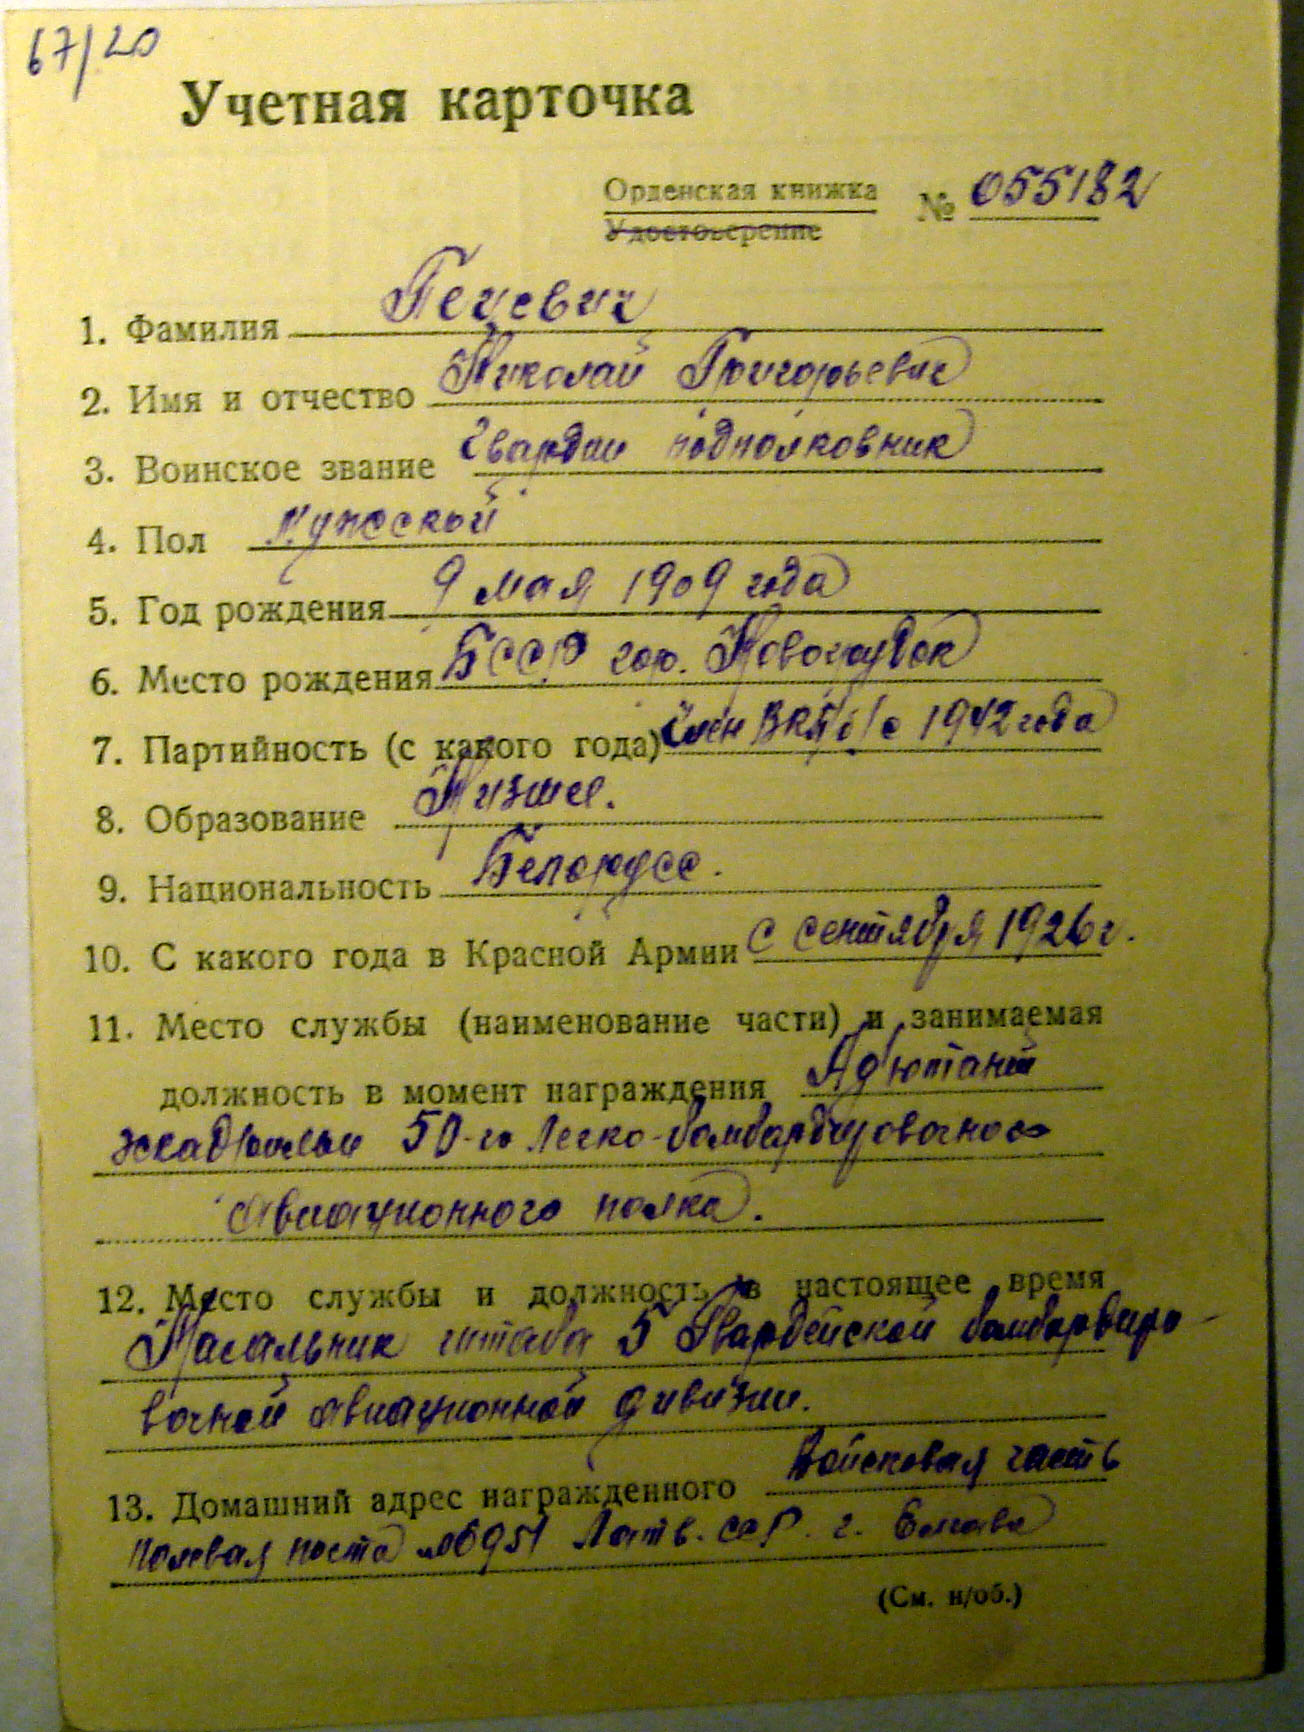 67/20
Учетная карточка
Орденская книжка № 055182
Удостоверение
1. Фамилия Гецевич
2. Имя и отчество Николай Григорьевич
3. Воинское звание Гвардии подполковник
4. Пол Мужской
5. Год рождения 9 мая 1909 года
6. Место рождения БССР гор. Новогрудок
7. Партийность (с какого года) Член ВКП/б/ с 1942 года
8. Образование Низшее.
9. Национальность Белорусс.
10. С какого года в Красной Армии с сентября 1926 г.
11. Место службы (наименование части) и занимаемая
должность в момент награждения Адютант
эскадрильи 50-го Легко-бомбардировочного
авиационного полка.
12. Место службы и должность в настоящее время
Начальник штаба 5 Гвардейской бомбардиро-
вочной авиационной дивизии.
13. Домашний адрес награжденного Войсковая часть
полевая почта 06951 Латв. ССР. г. Елгава
(См. н/об.)